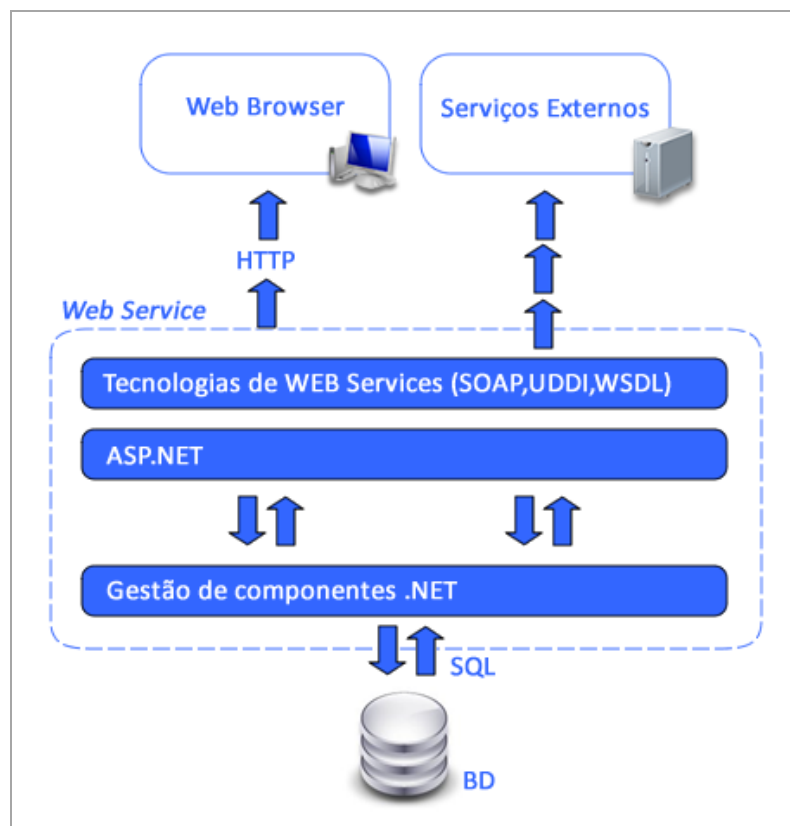 Web Browser
Serviços Externos
HTTP
Web Service
Tecnologias de WEB Services (SOAP,UDDI,WSDL)
ASP.NET
Gestão de componentes .NET
SQL
BD